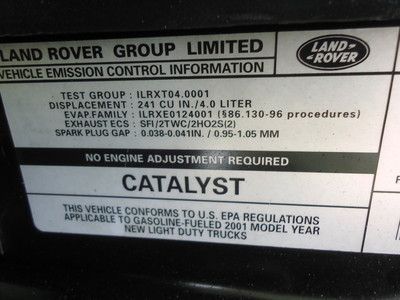 LAND ROVER GROUP LIMITED
LAND-
-ROVER
VEHICLE EMISSION CONTROL INFORMATION
TEST GROUP : ILRXT04.0001
DISPLACEMENT : 241 CU IN./4.0 LITER
EVAP.FAMILY : ILRXE0124001 (86.130-96 procedures)
EXHAUST ECS : SFI/2TWC/2HO2S(2)
SPARK PLUG GAP : 0.038-0.041IN. / 0.95-1.05 MM
NO ENGINE ADJUSTMENT REQUIRED
CATALYST
THIS VEHICLE CONFORMS TO U.S. EPA REGULATIONS
APPLICABLE TO GASOLINE-FUELED 2001 MODEL YEAR
NEW LIGHT DUTY TRUCKS